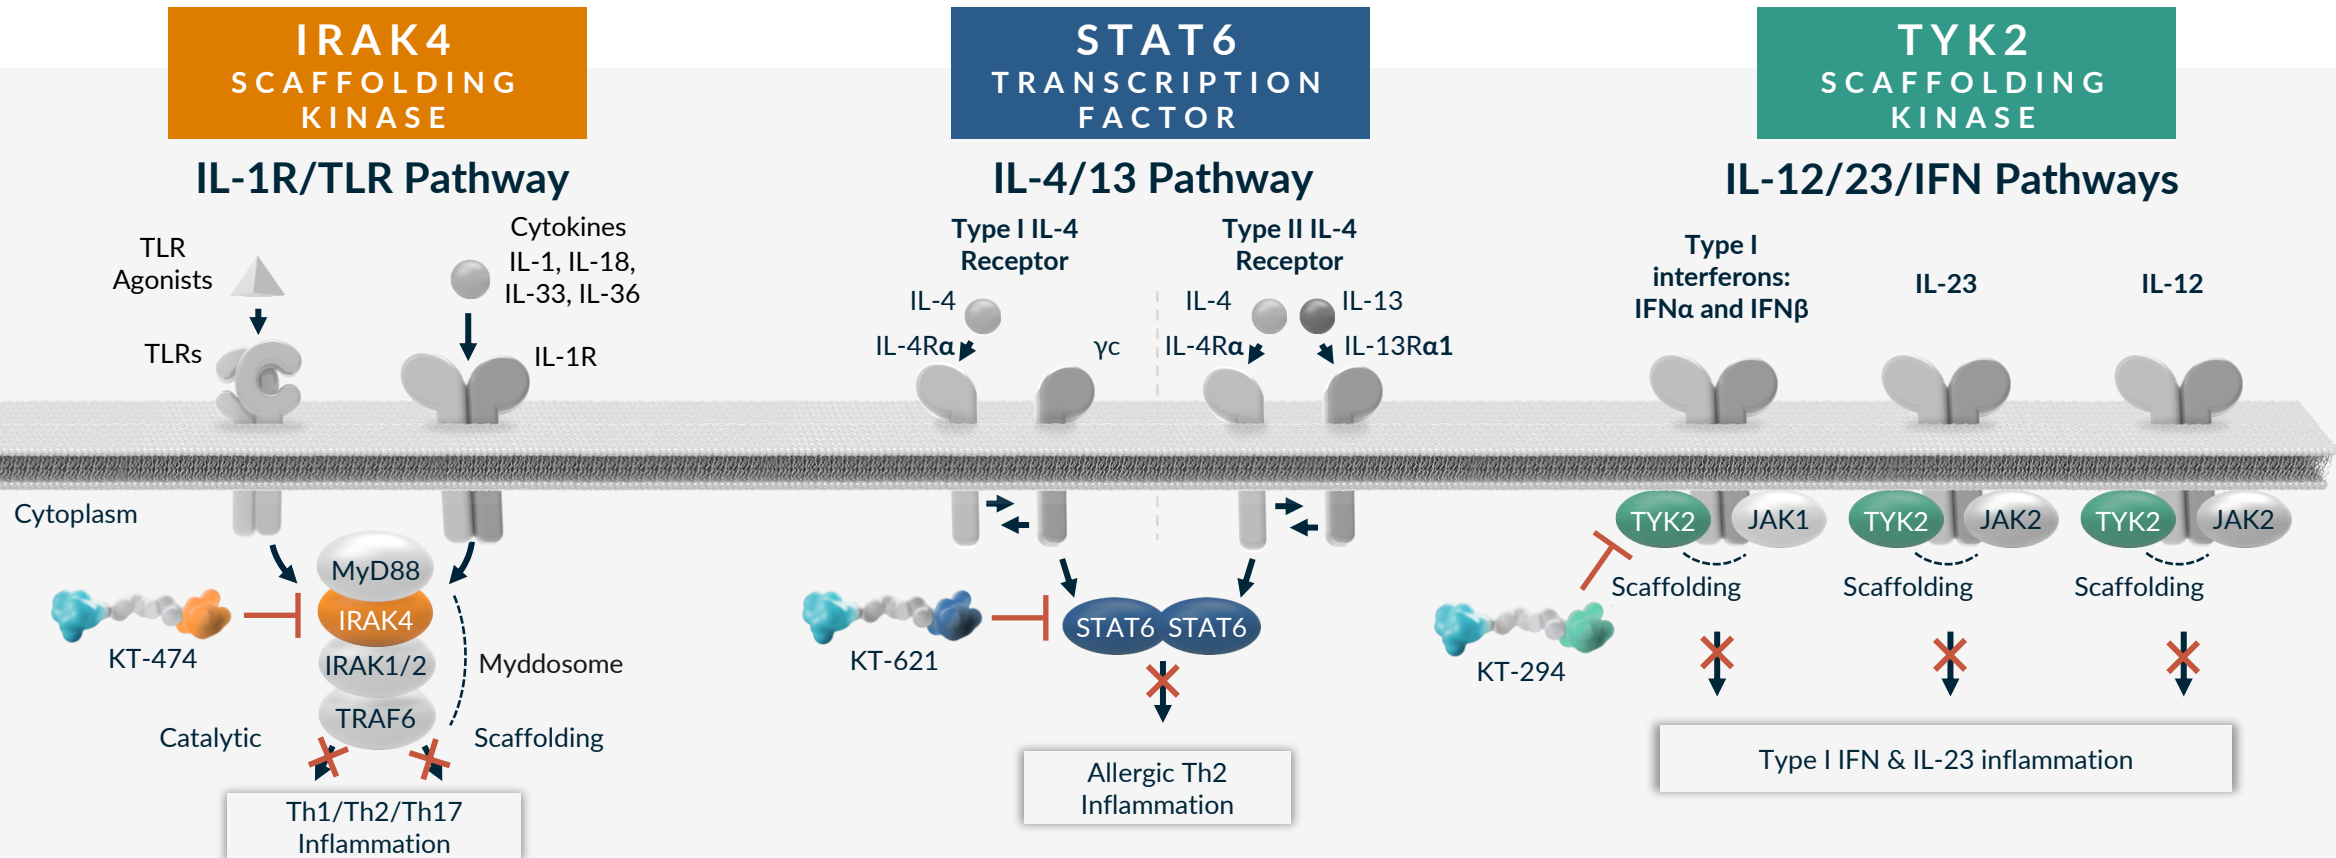 IRAK4
SCAFFOLDING
KINASE
IL-1R/TLR Pathway
TLR
Agonists
Cytokines
IL-1, IL-18,
IL-33, IL-36
TLRs
IL-1R
Cytoplasm
MyD88
IRAK4
IRAK1/2
TRAF6
KT-474
Myddosome
Catalytic
Scaffolding
Th1/Th2/Th17
Inflammation
STAT6
TRANSCRIPTION
FACTOR
IL-4/13 Pathway
Type I IL-4
Receptor
IL-4
IL-4Rα
γc
Type II IL-4
Receptor
IL-4
IL-13
IL-4Rα
IL-13Rα1
KT-621
STAT6 STAT6
Allergic Th2
Inflammation
TYK2
SCAFFOLDING
KINASE
IL-12/23/IFN Pathways
Type I
interferons:
IFNα and IFNβ
IL-23
IL-12
TYK2 JAK1
TYK2 JAK2
TYK2 JAK2
Scaffolding
Scaffolding
Scaffolding
KT-294
Type I IFN & IL-23 inflammation